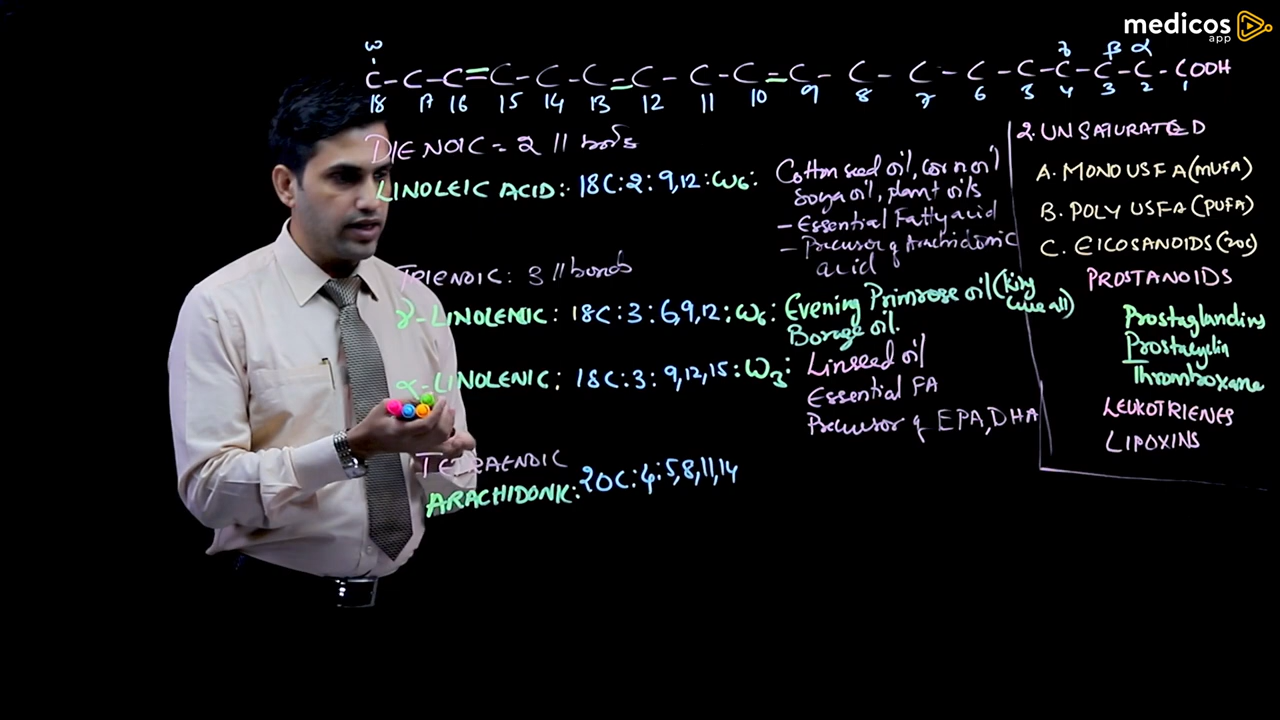 medicos
app
ω γ β α
C-C-C=C-C-C=C-C-C=C-C-C-C-C-C-C-C-COOH
18 17 16 15 14 13 12 11 10 9 8 7 6 5 4 3 2 1
DIENOIC = 2 // bonds
LINOLEIC ACID: 18C:2:9,12:ω6:
Cotton seed oil, corn oil
Soya oil, plant oils
- Essential Fatty acid
- Precursor of Arachidonic
acid
TRIENOIC: 3 // bonds
γ-LINOLENIC: 18C:3:6,9,12:ω6: Evening Primrose oil (King
cure all)
Borage oil.
α-LINOLENIC: 18C:3:9,12,15:ω3: Linseed oil
Essential FA
Precursor of EPA, DHA
TETRAENOIC
ARACHIDONIC: 20C:4:5,8,11,14
2. UNSATURATED
A. MONO USFA (MUFA)
B. POLY USFA (PUFA)
C. EICOSANOIDS (20C)
PROSTANOIDS
Prostaglandins
Prostacyclin
Thromboxane
LEUKOTRIENES
LIPOXINS